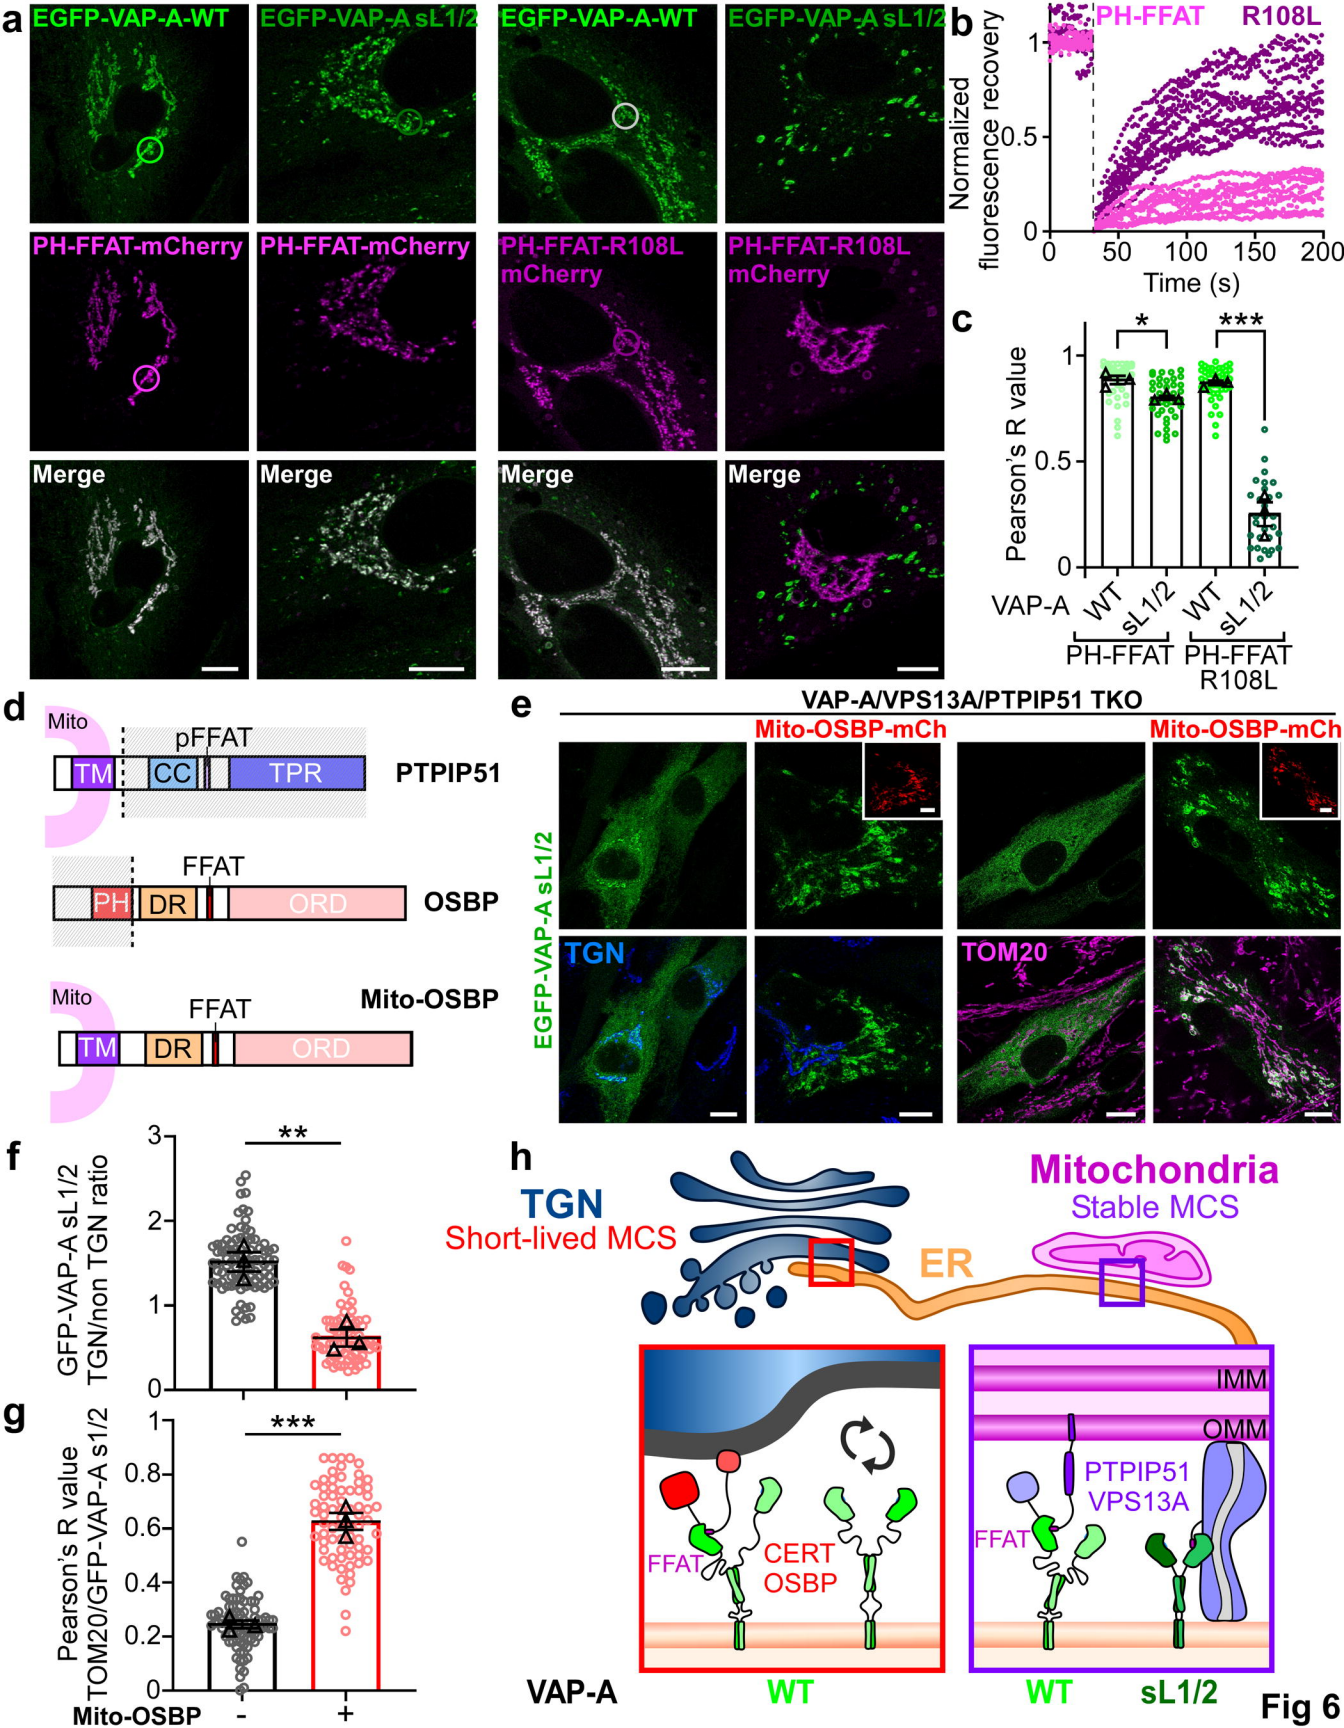 a
EGFP-VAP-A-WT
EGFP-VAP-A sL1/2
EGFP-VAP-A-WT
EGFP-VAP-A sL1/2
PH-FFAT-mCherry
PH-FFAT-mCherry
PH-FFAT-R108L
mCherry
PH-FFAT-R108L
mCherry
Merge
Merge
Merge
Merge
b
PH-FFAT
R108L
Normalized
fluorescence recovery
1
0.5
0
0
50
100
150
200
Time (s)
c
*
***
Pearson's R value
1
0.5
0
VAP-A
WT
sL1/2
WT
sL1/2
PH-FFAT
PH-FFAT
R108L
d
Mito
pFFAT
TM
CC
TPR
PTPIP51
FFAT
PH
DR
ORD
OSBP
Mito
FFAT
Mito-OSBP
TM
DR
ORD
e
VAP-A/VPS13A/PTPIP51 TKO
Mito-OSBP-mCh
Mito-OSBP-mCh
EGFP-VAP-A sL1/2
TGN
TOM20
f
GFP-VAP-A sL1/2
TGN/non TGN ratio
3
2
1
0
**
g
Pearson's R value
TOM20/GFP-VAP-A s1/2
1
0.8
0.6
0.4
0.2
0
***
Mito-OSBP
-
+
h
TGN
Short-lived MCS
Mitochondria
Stable MCS
ER
FFAT
CERT
OSBP
IMM
OMM
PTPIP51
VPS13A
FFAT
VAP-A
WT
WT
sL1/2
Fig 6